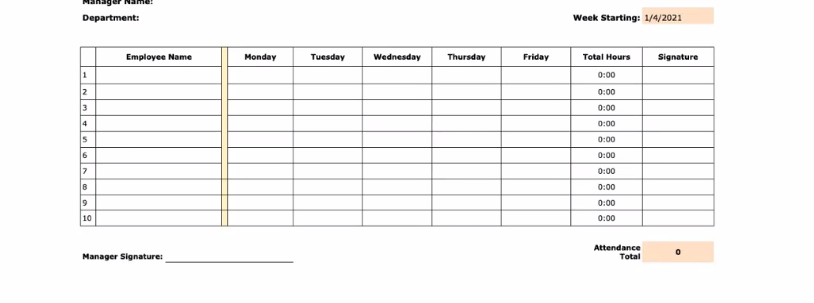 Manager Name:
Department:
Week Starting: 1/4/2021
Employee Name Monday Tuesday Wednesday Thursday Friday Total Hours Signature
1 0:00
2 0:00
3 0:00
4 0:00
5 0:00
6 0:00
7 0:00
8 0:00
9 0:00
10 0:00
Attendance
Total 0
Manager Signature: